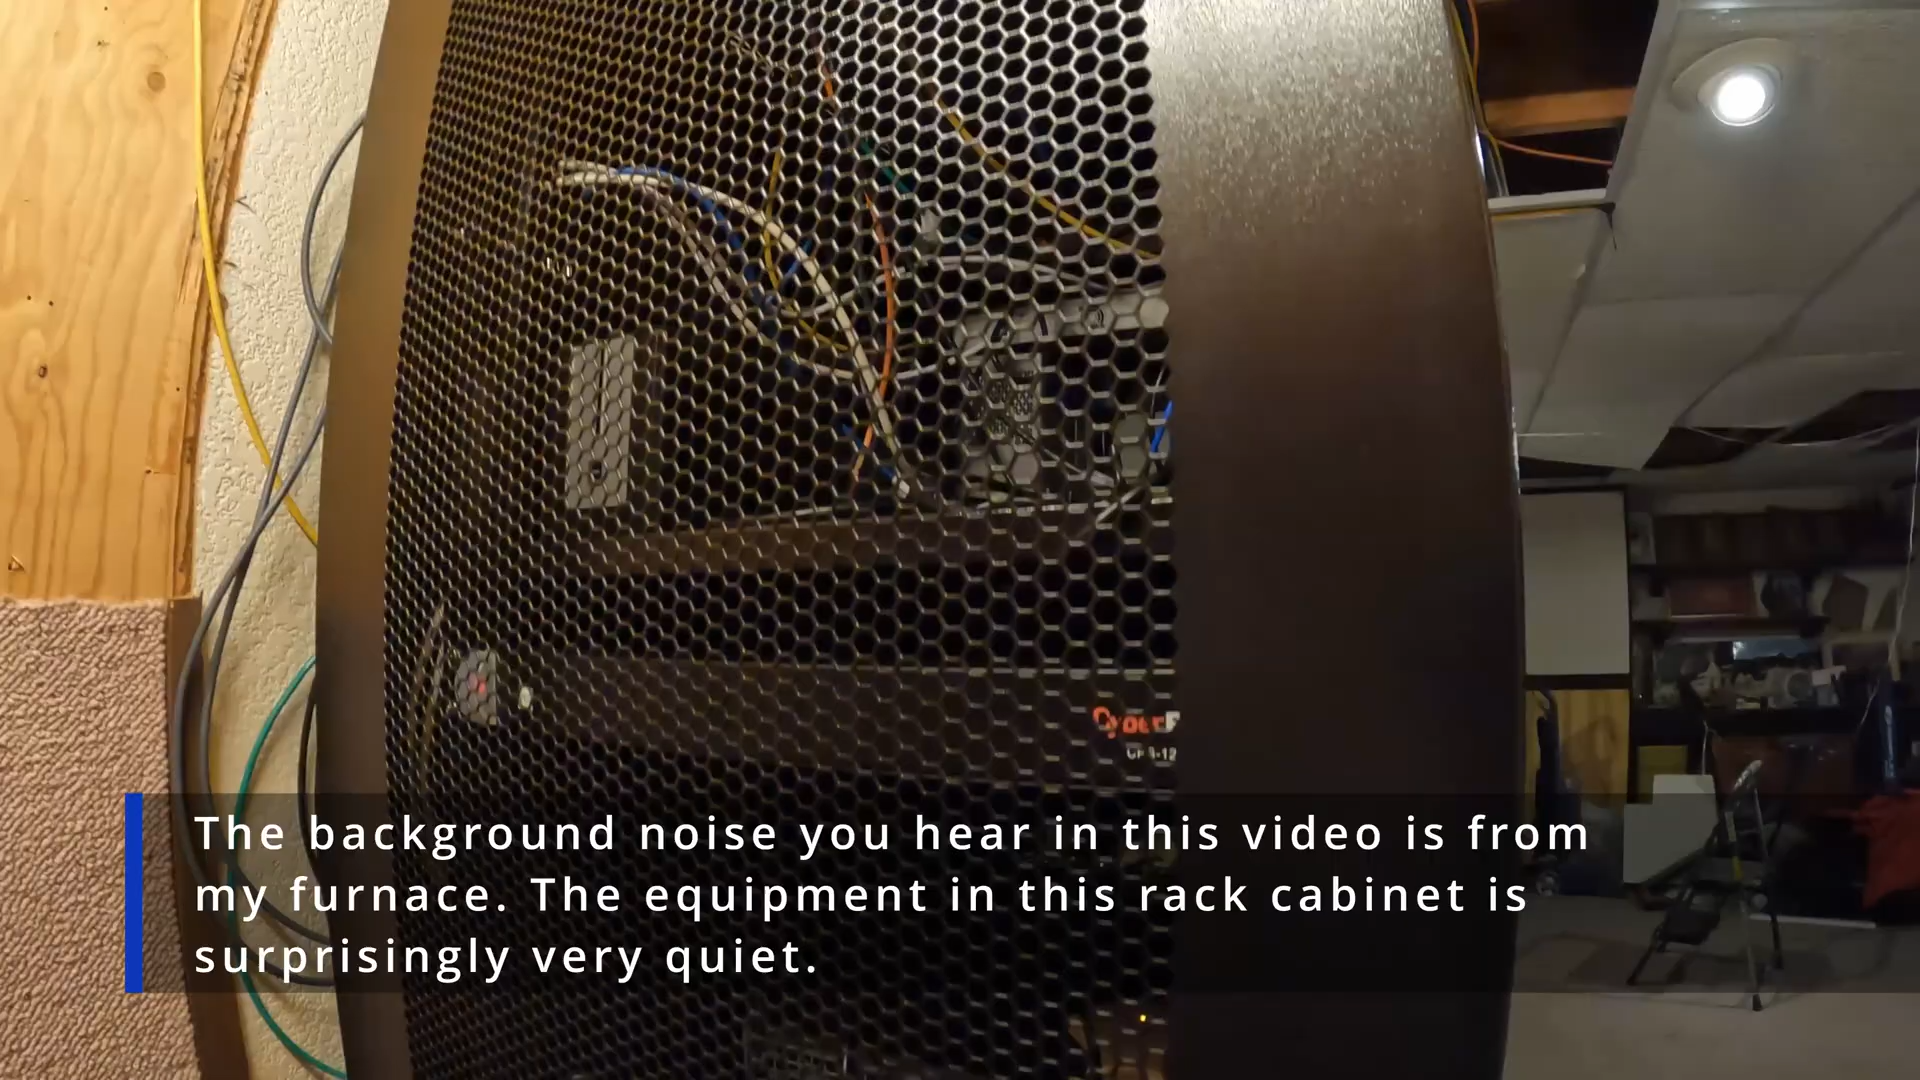 The background noise you hear in this video is from
my furnace. The equipment in this rack cabinet is
surprisingly very quiet.